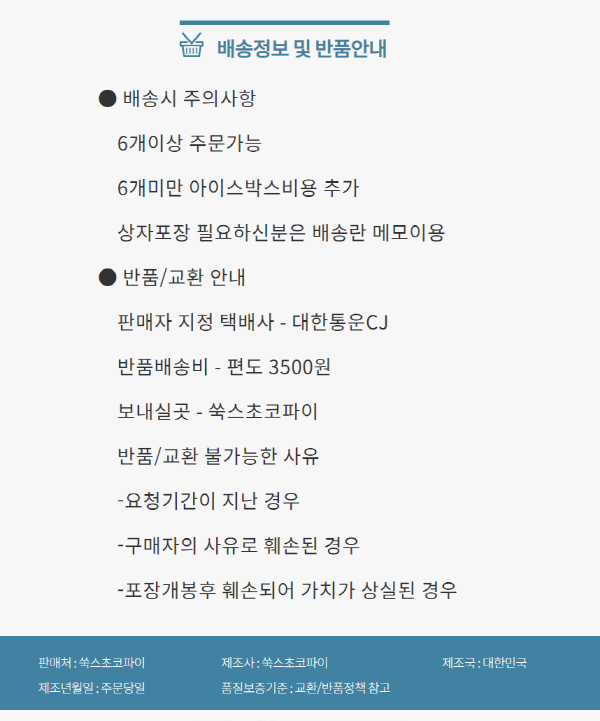 배송정보 및 반품안내
● 배송시 주의사항
6개이상 주문가능
6개미만 아이스박스비용 추가
상자포장 필요하신분은 배송란 메모이용
● 반품/교환 안내
판매자 지정 택배사 - 대한통운CJ
반품배송비 - 편도 3500원
보내실곳 - 쑥스초코파이
반품/교환 불가능한 사유
-요청기간이 지난 경우
-구매자의 사유로 훼손된 경우
-포장개봉후 훼손되어 가치가 상실된 경우
판매처 : 쑥스초코파이 제조사 : 쑥스초코파이 제조국 : 대한민국
제조년월일 : 주문당일 품질보증기준 : 교환/반품정책 참고